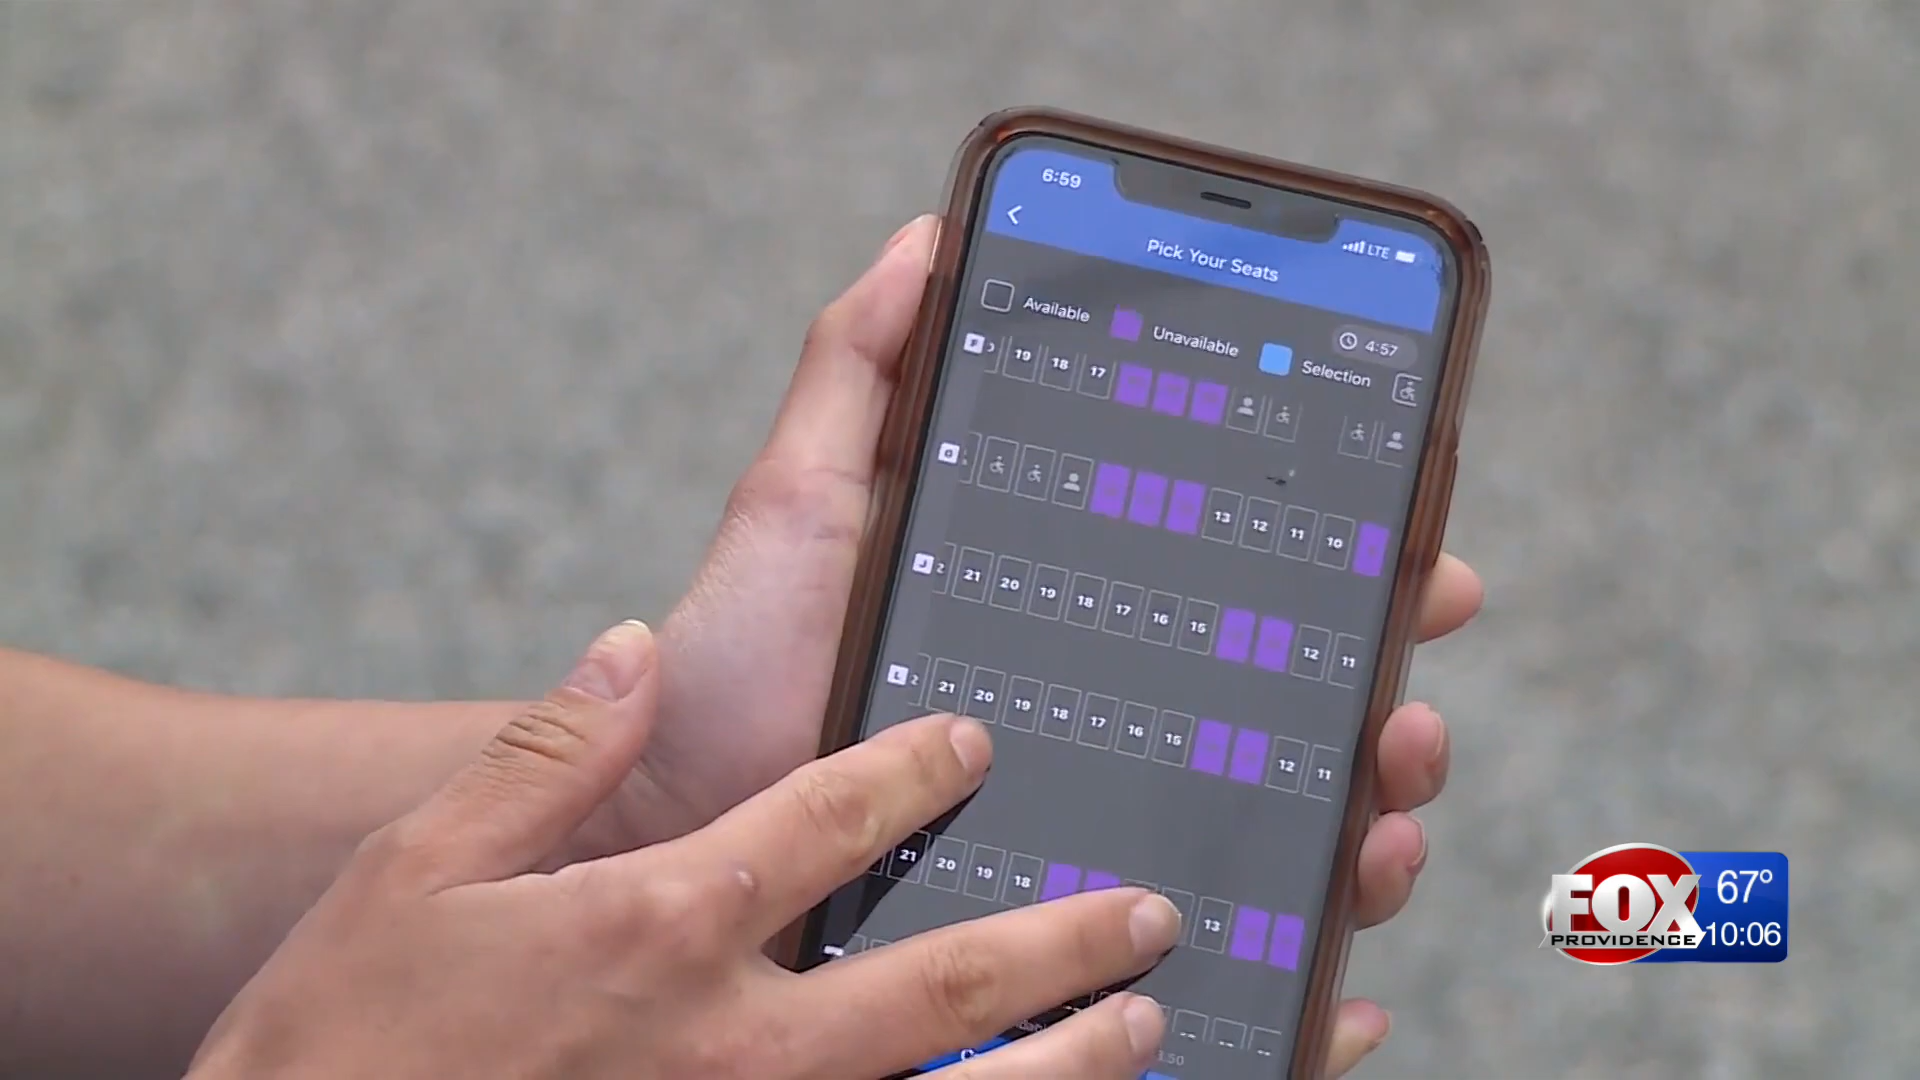 6:59
LTE
Pick Your Seats
Available
Unavailable
Selection
4:57
F 19 18 17
G 13 12 11 10
J 2 21 20 19 18 17 16 15 12 11
L 2 21 20 19 18 17 16 15 12 11
21 20 19 18 13
FOX
PROVIDENCE
67°
10:06